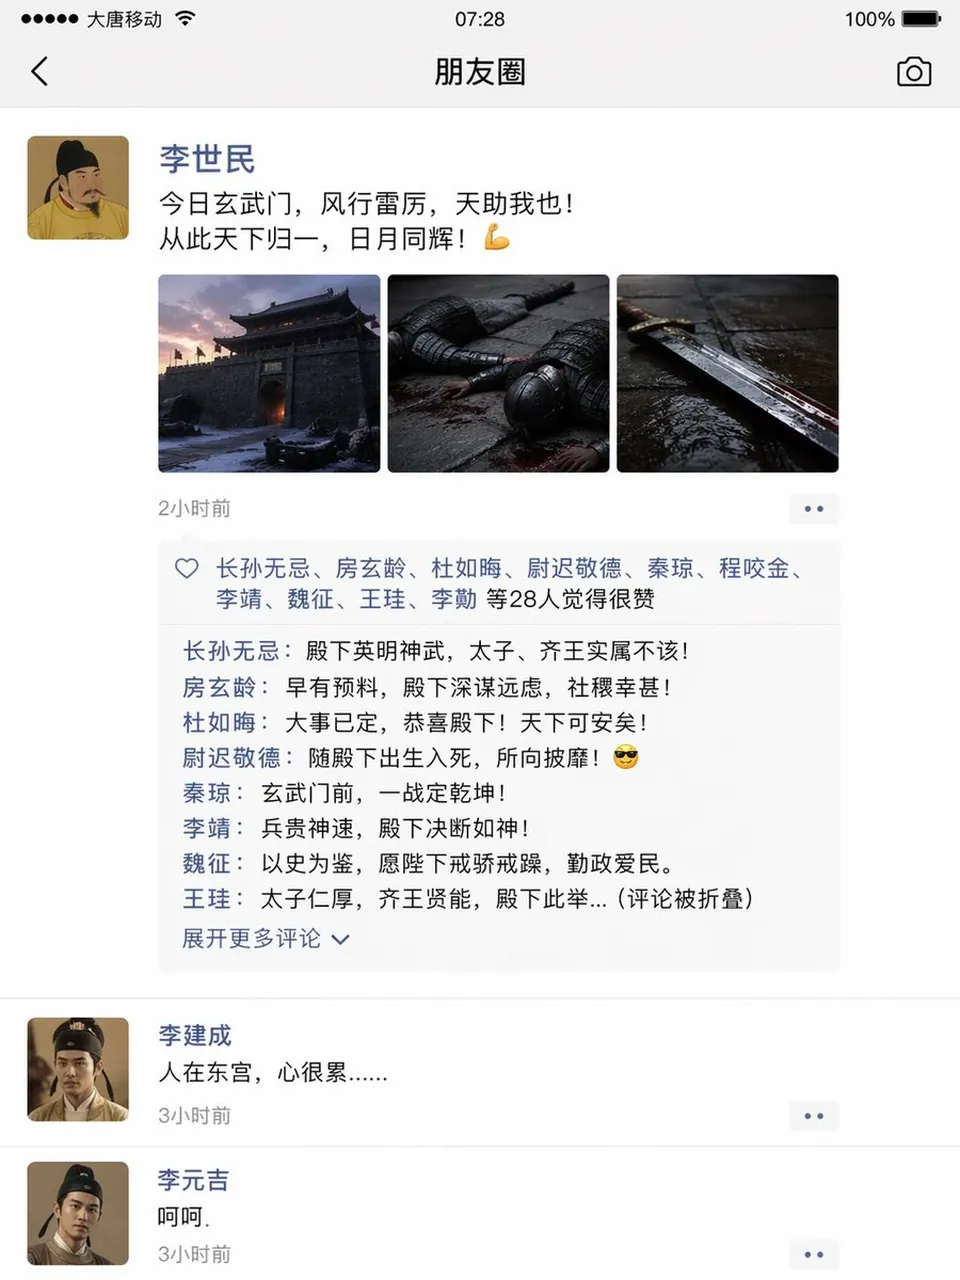 大唐移动
07:28
100%
朋友圈
李世民
今日玄武门，风行雷厉，天助我也！
从此天下归一，日月同辉！💪
2小时前
长孙无忌、房玄龄、杜如晦、尉迟敬德、秦琼、程咬金、
李靖、魏征、王珪、李勣 等28人觉得很赞
长孙无忌：殿下英明神武，太子、齐王实属不该！
房玄龄：早有预料，殿下深谋远虑，社稷幸甚！
杜如晦：大事已定，恭喜殿下！天下可安矣！
尉迟敬德：随殿下出生入死，所向披靡！😎
秦琼：玄武门前，一战定乾坤！
李靖：兵贵神速，殿下决断如神！
魏征：以史为鉴，愿陛下戒骄戒躁，勤政爱民。
王珪：太子仁厚，齐王贤能，殿下此举...（评论被折叠）
展开更多评论
李建成
人在东宫，心很累......
3小时前
李元吉
呵呵.
3小时前